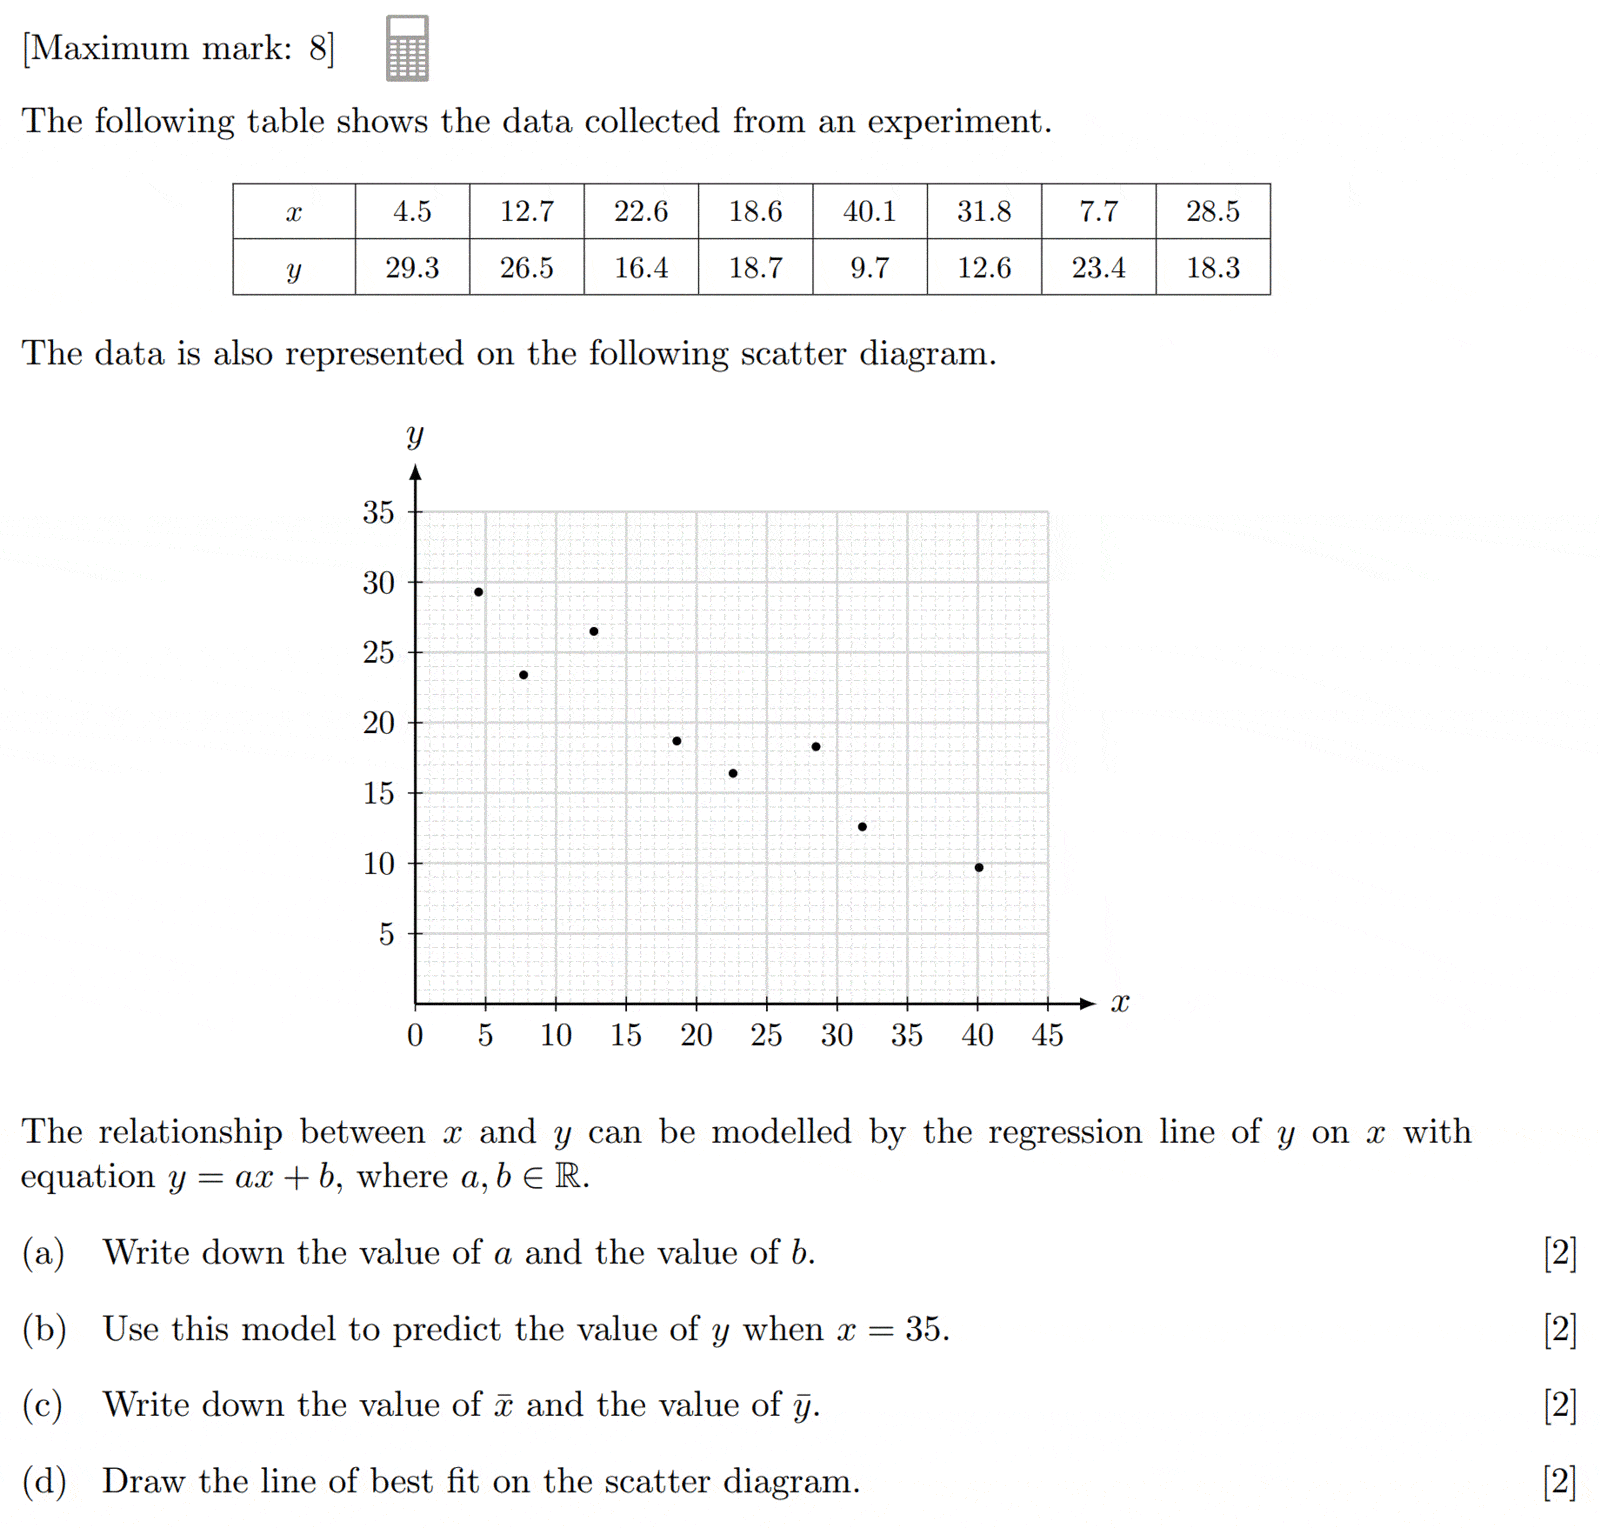 [Maximum mark: 8]
The following table shows the data collected from an experiment.
x 4.5 12.7 22.6 18.6 40.1 31.8 7.7 28.5
y 29.3 26.5 16.4 18.7 9.7 12.6 23.4 18.3
The data is also represented on the following scatter diagram.
y
35
30
25
20
15
10
5
x
0 5 10 15 20 25 30 35 40 45
The relationship between x and y can be modelled by the regression line of y on x with
equation y = ax + b, where a, b ∈ ℝ.
(a) Write down the value of a and the value of b. [2]
(b) Use this model to predict the value of y when x = 35. [2]
(c) Write down the value of x̄ and the value of ȳ. [2]
(d) Draw the line of best fit on the scatter diagram. [2]